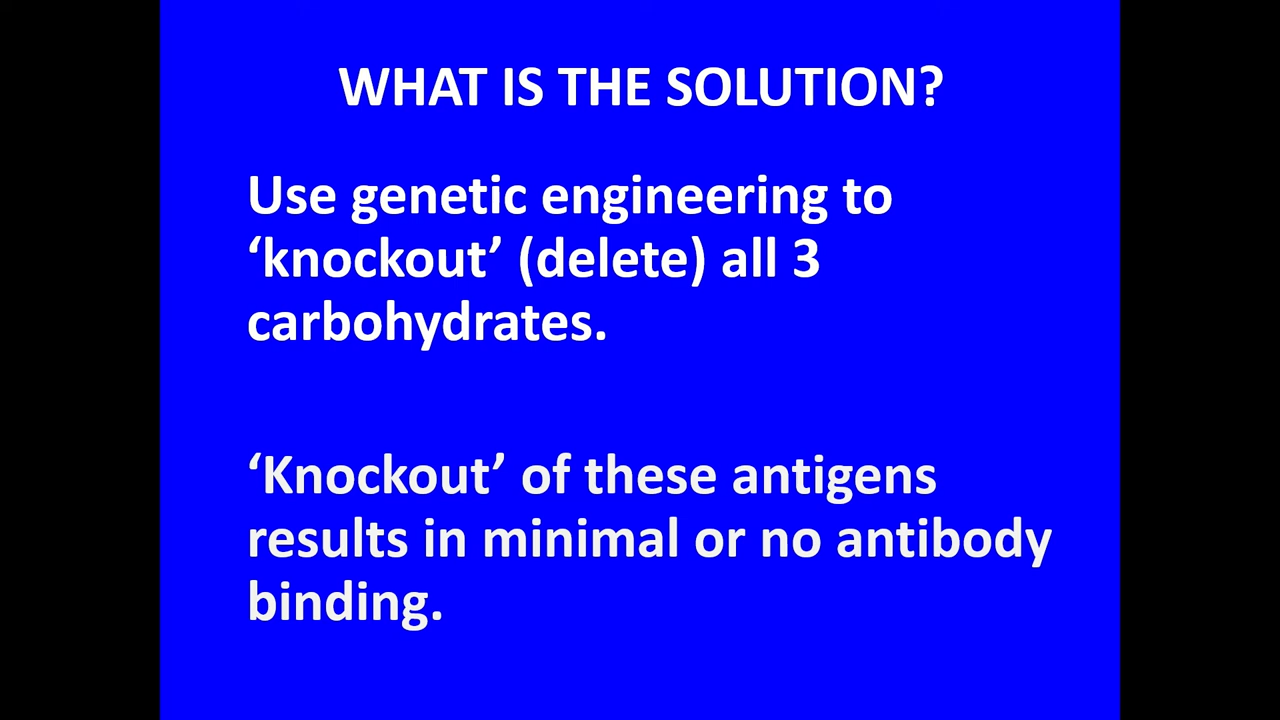 WHAT IS THE SOLUTION?
Use genetic engineering to
‘knockout’ (delete) all 3
carbohydrates.
‘Knockout’ of these antigens
results in minimal or no antibody
binding.